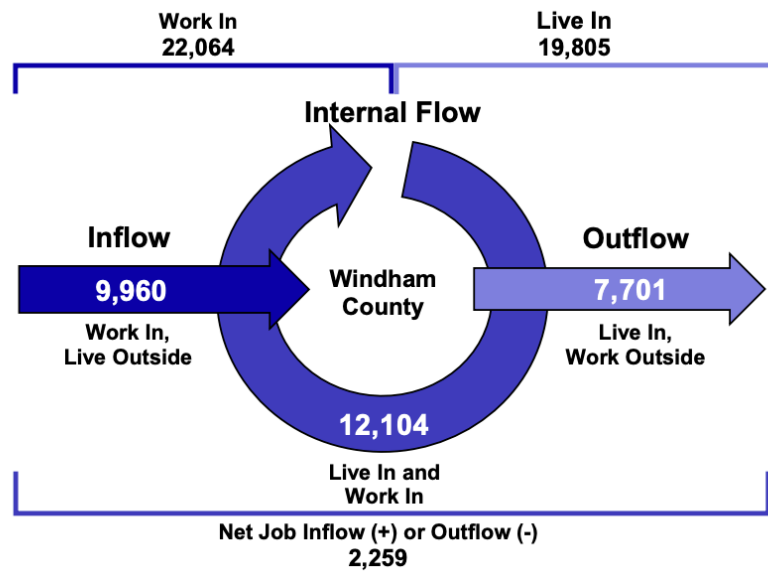 Work In
22,064
Live In
19,805
Internal Flow
Inflow
9,960
Work In,
Live Outside
Windham
County
Outflow
7,701
Live In,
Work Outside
12,104
Live In and
Work In
Net Job Inflow (+) or Outflow (-)
2,259